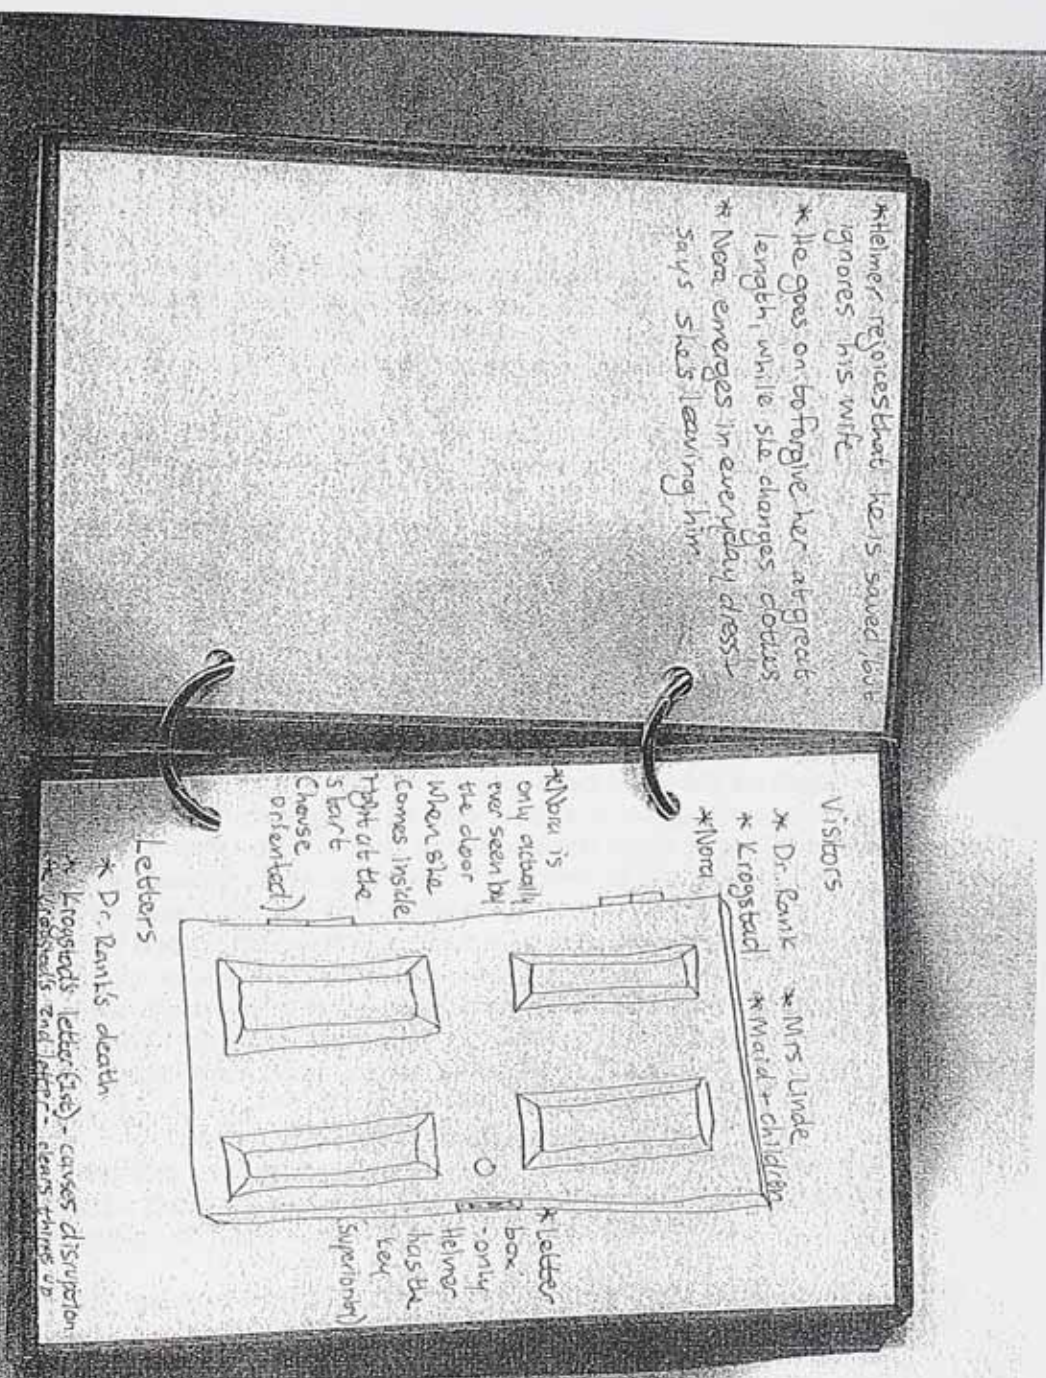 *Helmer rejoices that he is saved, but
ignores his wife
*He goes on to forgive her at great
length, while she changes clothes
* Nora emerges in everyday dress-
says she's leaving him
Visitors
* Dr. Rank * Mrs Linde
* Krogstad * Maid + children
*Nora,
*Nora is
only actually
ever seen by
the door
when she
comes inside
right at the
start
(house
oriented)
*Letter
box
-only
Helmer
has the
key
(Superiority)
Letters
* Dr. Rank's death
* Krogstad's letter (1st) - causes disruption.
* Krogstad's 2nd letter - clears things up